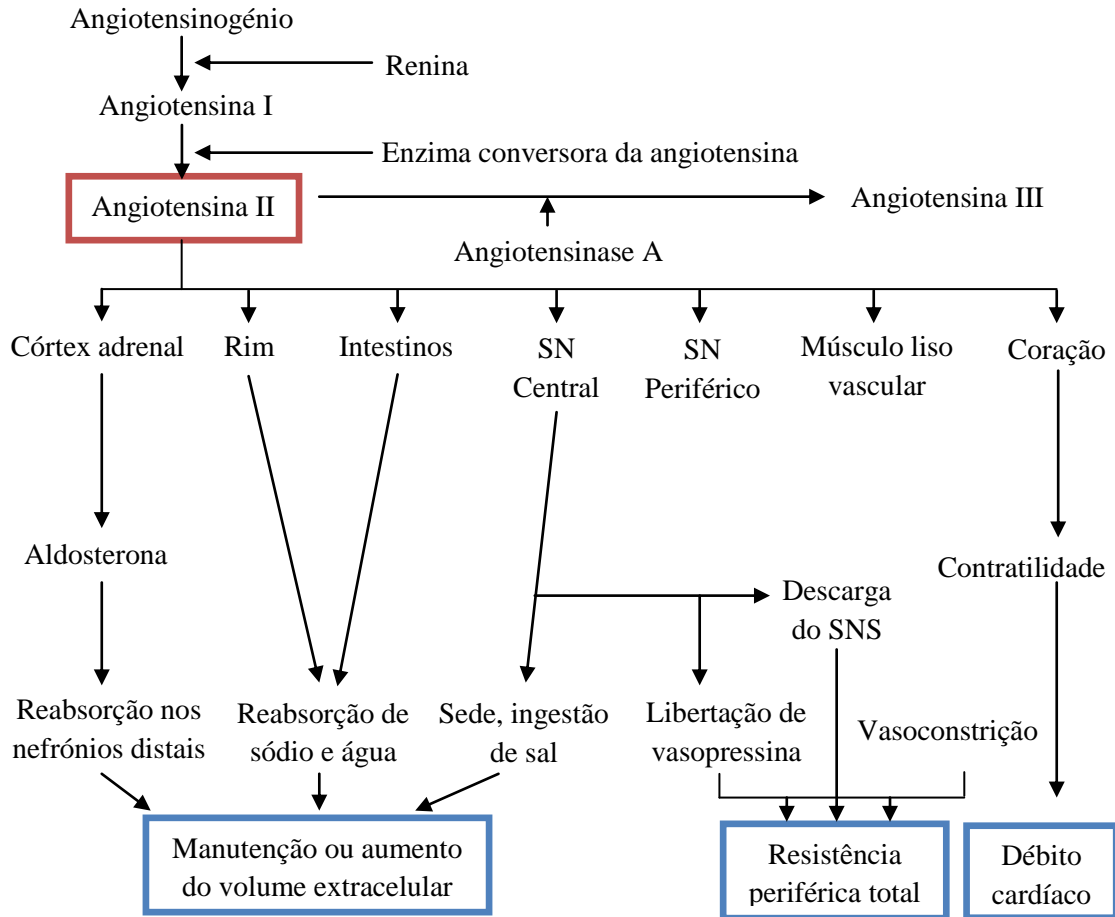 Angiotensinogénio
Renina
Angiotensina I
Enzima conversora da angiotensina
Angiotensina II
Angiotensina III
Angiotensinase A
Córtex adrenal
Rim
Intestinos
SN
Central
SN
Periférico
Músculo liso
vascular
Coração
Aldosterona
Contratilidade
Descarga
do SNS
Reabsorção nos
nefrónios distais
Reabsorção de
sódio e água
Sede, ingestão
de sal
Libertação de
vasopressina
Vasoconstrição
Manutenção ou aumento
do volume extracelular
Resistência
periférica total
Débito
cardíaco